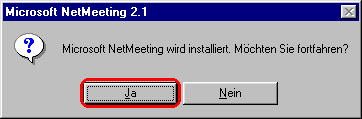 Microsoft NetMeeting 2.1
Microsoft NetMeeting wird installiert. Möchten Sie fortfahren?
Ja
Nein